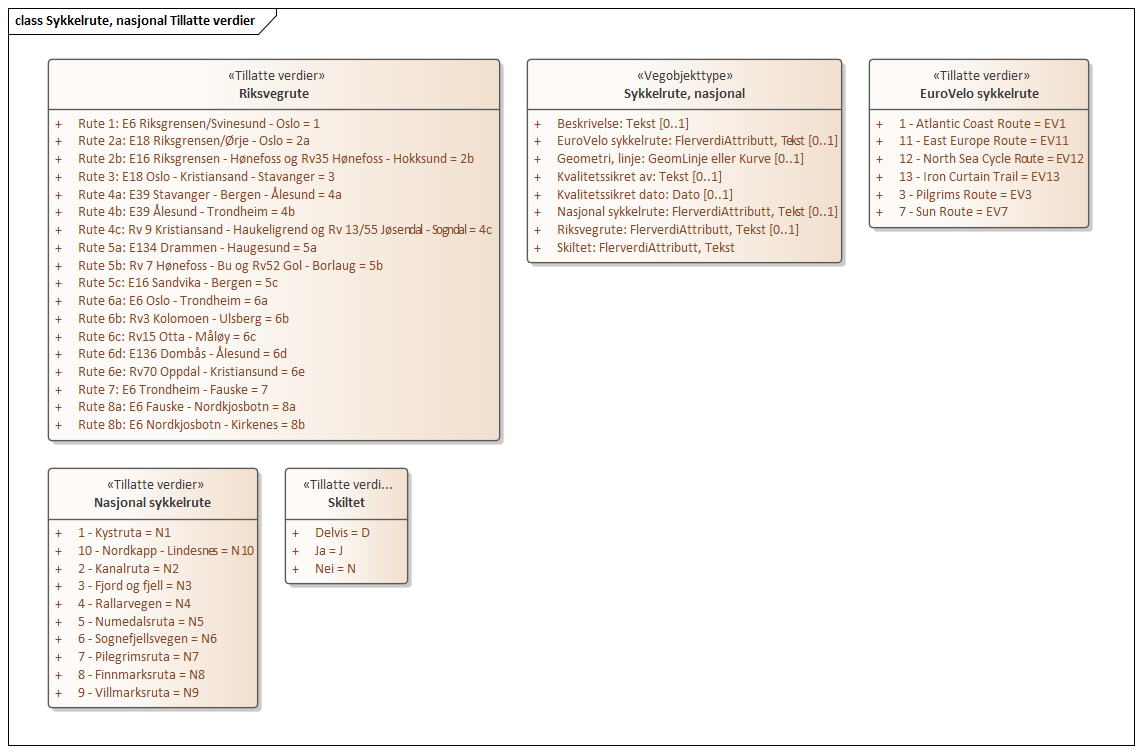 class Sykkelrute, nasjonal Tillatte verdier
«Tillatte verdier»
Riksvegrute
+ Rute 1: E6 Riksgrensen/Svinesund - Oslo = 1
+ Rute 2a: E18 Riksgrensen/Ørje - Oslo = 2a
+ Rute 2b: E16 Riksgrensen - Hønefoss og Rv35 Hønefoss - Hokksund = 2b
+ Rute 3: E18 Oslo - Kristiansand - Stavanger = 3
+ Rute 4a: E39 Stavanger - Bergen - Ålesund = 4a
+ Rute 4b: E39 Ålesund - Trondheim = 4b
+ Rute 4c: Rv 9 Kristiansand - Haukeligrend og Rv 13/55 Jøsendal - Sogndal = 4c
+ Rute 5a: E134 Drammen - Haugesund = 5a
+ Rute 5b: Rv 7 Hønefoss - Bu og Rv52 Gol - Borlaug = 5b
+ Rute 5c: E16 Sandvika - Bergen = 5c
+ Rute 6a: E6 Oslo - Trondheim = 6a
+ Rute 6b: Rv3 Kolomoen - Ulsberg = 6b
+ Rute 6c: Rv15 Otta - Måløy = 6c
+ Rute 6d: E136 Dombås - Ålesund = 6d
+ Rute 6e: Rv70 Oppdal - Kristiansund = 6e
+ Rute 7: E6 Trondheim - Fauske = 7
+ Rute 8a: E6 Fauske - Nordkjosbotn = 8a
+ Rute 8b: E6 Nordkjosbotn - Kirkenes = 8b
«Vegobjekttype»
Sykkelrute, nasjonal
+ Beskrivelse: Tekst [0..1]
+ EuroVelo sykkelrute: FlerverdiAttributt, Tekst [0..1]
+ Geometri, linje: GeomLinje eller Kurve [0..1]
+ Kvalitetssikret av: Tekst [0..1]
+ Kvalitetssikret dato: Dato [0..1]
+ Nasjonal sykkelrute: FlerverdiAttributt, Tekst [0..1]
+ Riksvegrute: FlerverdiAttributt, Tekst [0..1]
+ Skiltet: FlerverdiAttributt, Tekst
«Tillatte verdier»
EuroVelo sykkelrute
+ 1 - Atlantic Coast Route = EV1
+ 11 - East Europe Route = EV11
+ 12 - North Sea Cycle Route = EV12
+ 13 - Iron Curtain Trail = EV13
+ 3 - Pilgrims Route = EV3
+ 7 - Sun Route = EV7
«Tillatte verdier»
Nasjonal sykkelrute
+ 1 - Kystruta = N1
+ 10 - Nordkapp - Lindesnes = N10
+ 2 - Kanalruta = N2
+ 3 - Fjord og fjell = N3
+ 4 - Rallarvegen = N4
+ 5 - Numedalsruta = N5
+ 6 - Sognefjellsvegen = N6
+ 7 - Pilegrimsruta = N7
+ 8 - Finnmarksruta = N8
+ 9 - Villmarksruta = N9
«Tillatte verdi...
Skiltet
+ Delvis = D
+ Ja = J
+ Nei = N